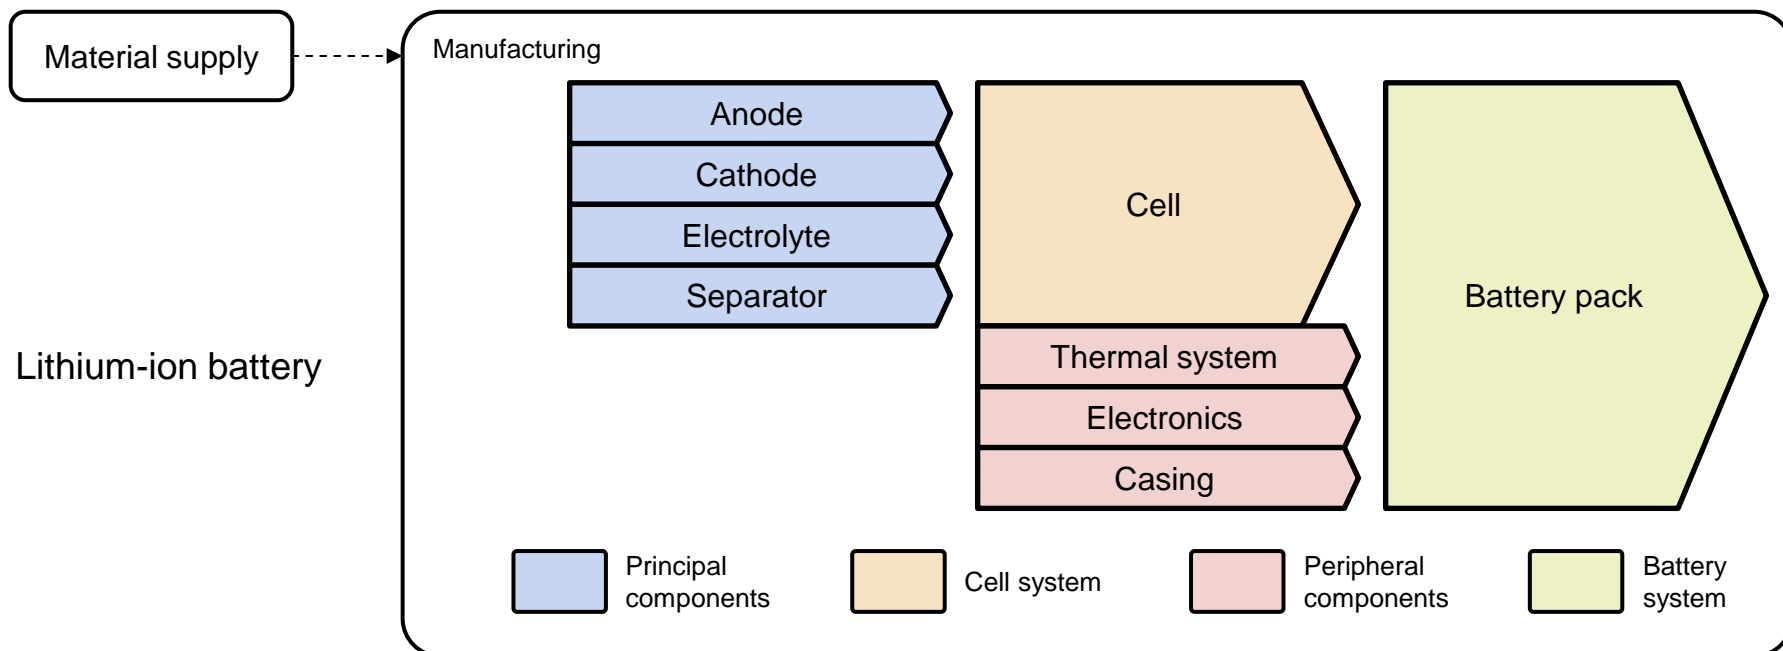 Material supply
Manufacturing
Anode
Cathode
Electrolyte
Separator
Cell
Thermal system
Electronics
Casing
Battery pack
Lithium-ion battery
Principal
components
Cell system
Peripheral
components
Battery
system